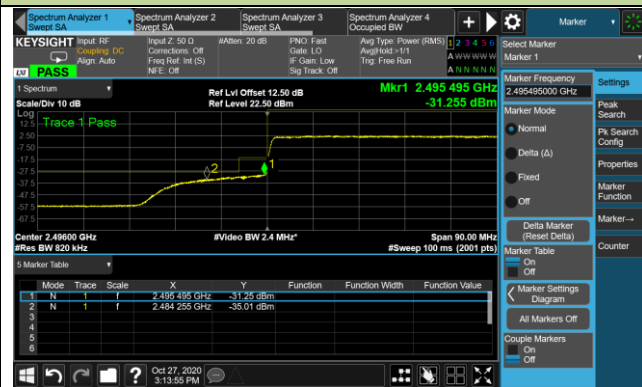 Spectrum Analyzer 1
Swept SA
Spectrum Analyzer 2
Swept SA
Spectrum Analyzer 3
Swept SA
Spectrum Analyzer 4
Occupied BW
Marker
KEYSIGHT
Input: RF
Coupling: DC
Align: Auto
Input Z: 50 Ω
Corrections: Off
Freq Ref: Int (S)
NFE: Off
#Atten: 20 dB
PNO: Fast
Gate: LO
IF Gain: Low
Sig Track: Off
Avg Type: Power (RMS)
Avg|Hold:>1/1
Trig: Free Run
1 2 3 4 5 6
A W W W W W
A N N N N N
LXI
PASS
Select Marker
Marker 1
1 Spectrum
Scale/Div 10 dB
Ref Lvl Offset 12.50 dB
Ref Level 22.50 dBm
Mkr1 2.495 495 GHz
-31.255 dBm
Log
Trace 1 Pass
12.5
2.50
-7.50
-17.5
-27.5
-37.5
-47.5
-57.5
-67.5
2
1
Center 2.49600 GHz
#Res BW 820 kHz
#Video BW 2.4 MHz*
Span 90.00 MHz
#Sweep 100 ms (2001 pts)
5 Marker Table
Mode Trace Scale X Y Function Function Width Function Value
1 N 1 f 2.495 495 GHz -31.25 dBm
2 N 1 f 2.484 255 GHz -35.01 dBm
3
4
5
6
Marker Frequency
2.495495000 GHz
Marker Mode
Normal
Delta (Δ)
Fixed
Off
Delta Marker
(Reset Delta)
Marker Table
On
Off
Marker Settings
Diagram
All Markers Off
Couple Markers
On
Off
Settings
Peak
Search
Pk Search
Config
Properties
Marker
Function
Marker→
Counter
Oct 27, 2020
3:13:55 PM